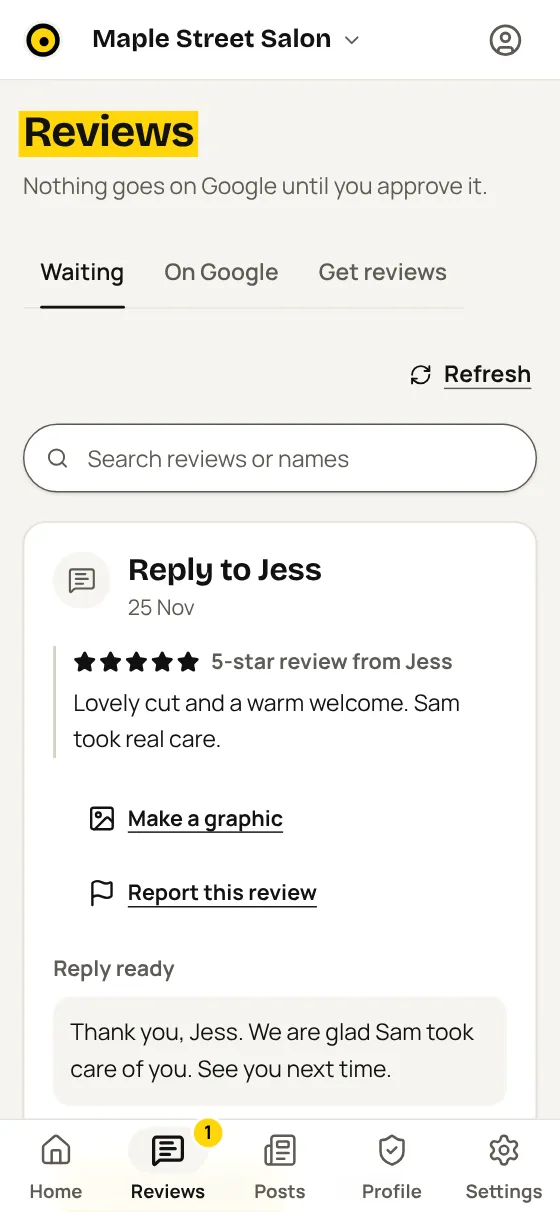 Maple Street Salon
Reviews
Nothing goes on Google until you approve it.
Waiting
On Google
Get reviews
Refresh
Search reviews or names
Reply to Jess
25 Nov
5-star review from Jess
Lovely cut and a warm welcome. Sam
took real care.
Make a graphic
Report this review
Reply ready
Thank you, Jess. We are glad Sam took
care of you. See you next time.
1
Home
Reviews
Posts
Profile
Settings